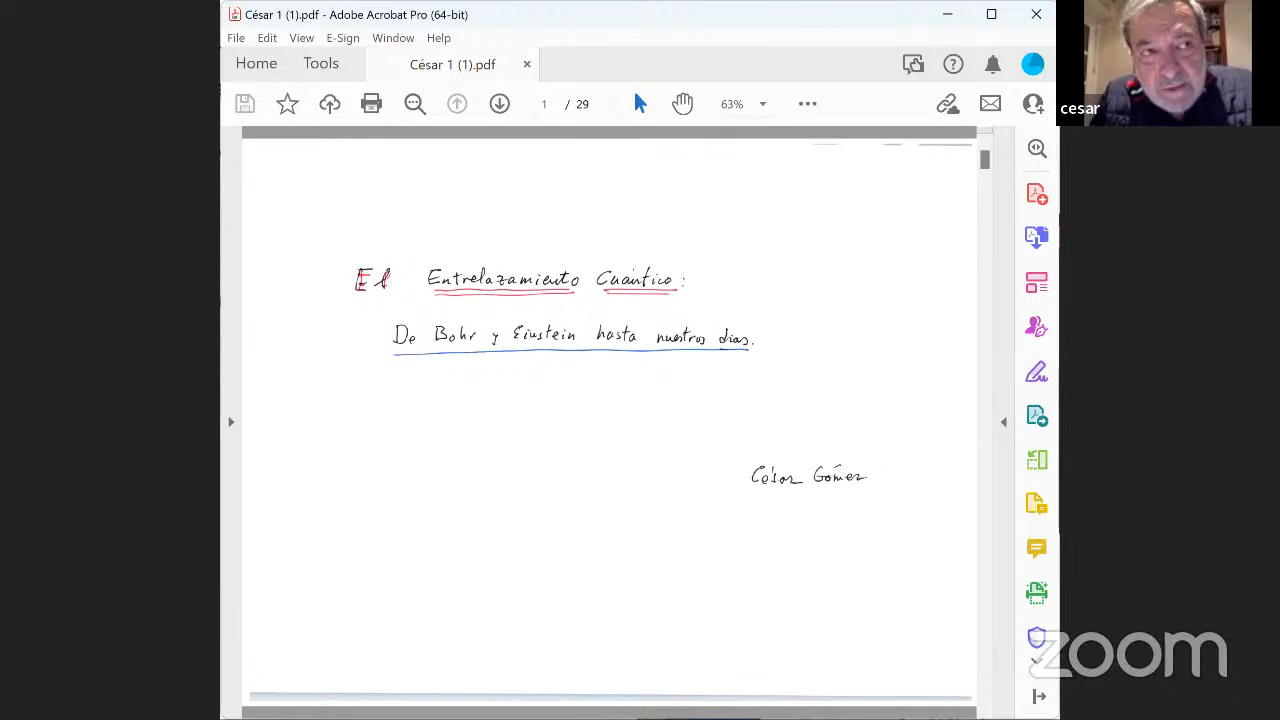 César 1 (1).pdf - Adobe Acrobat Pro (64-bit)
File Edit View E-Sign Window Help
Home Tools César 1 (1).pdf ×
1 / 29 63%
cesar
El Entrelazamiento Cuántico:
De Bohr y Einstein hasta nuestros días.
César Gómez
zoom